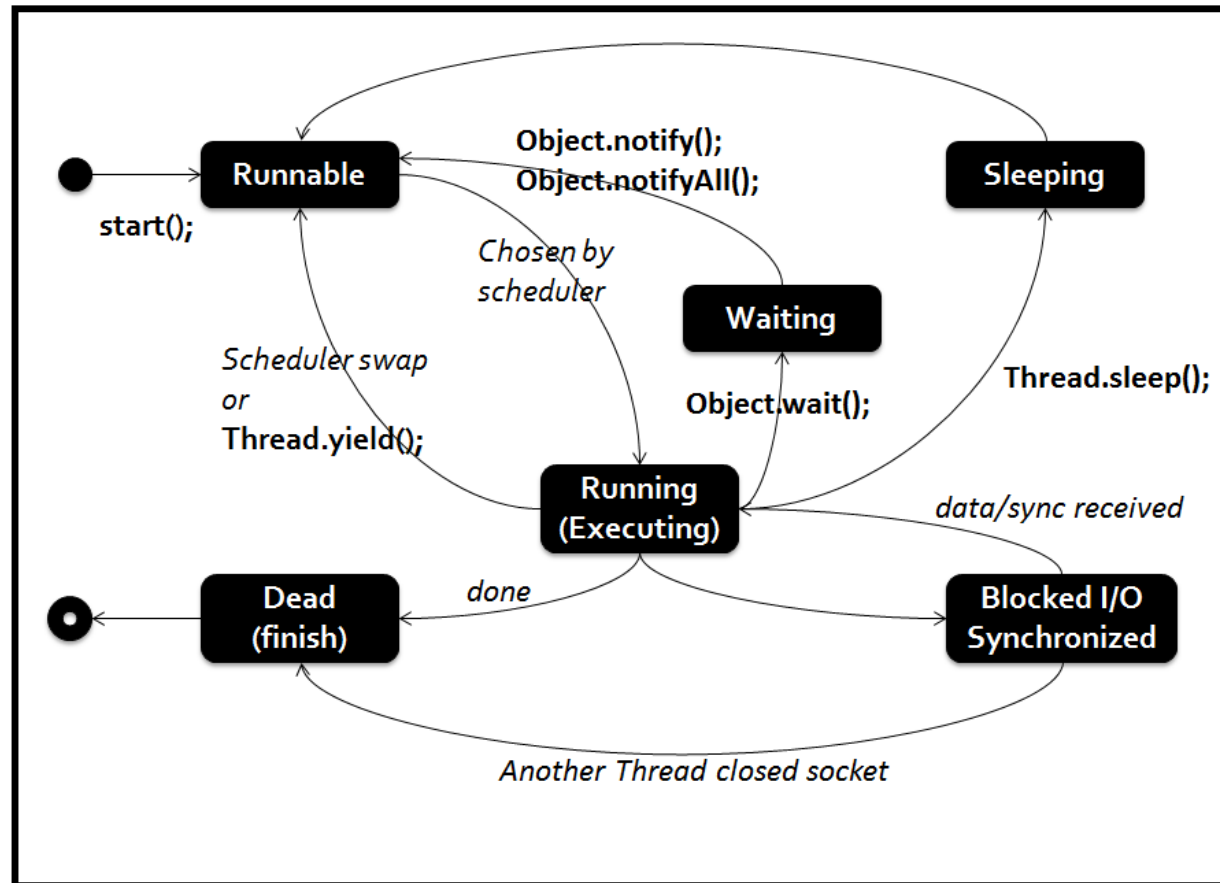 Object.notify();
Object.notifyAll();
Runnable
Sleeping
start();
Chosen by
scheduler
Waiting
Scheduler swap
or
Thread.yield();
Object.wait();
Thread.sleep();
Running
(Executing)
data/sync received
Dead
(finish)
done
Blocked I/O
Synchronized
Another Thread closed socket